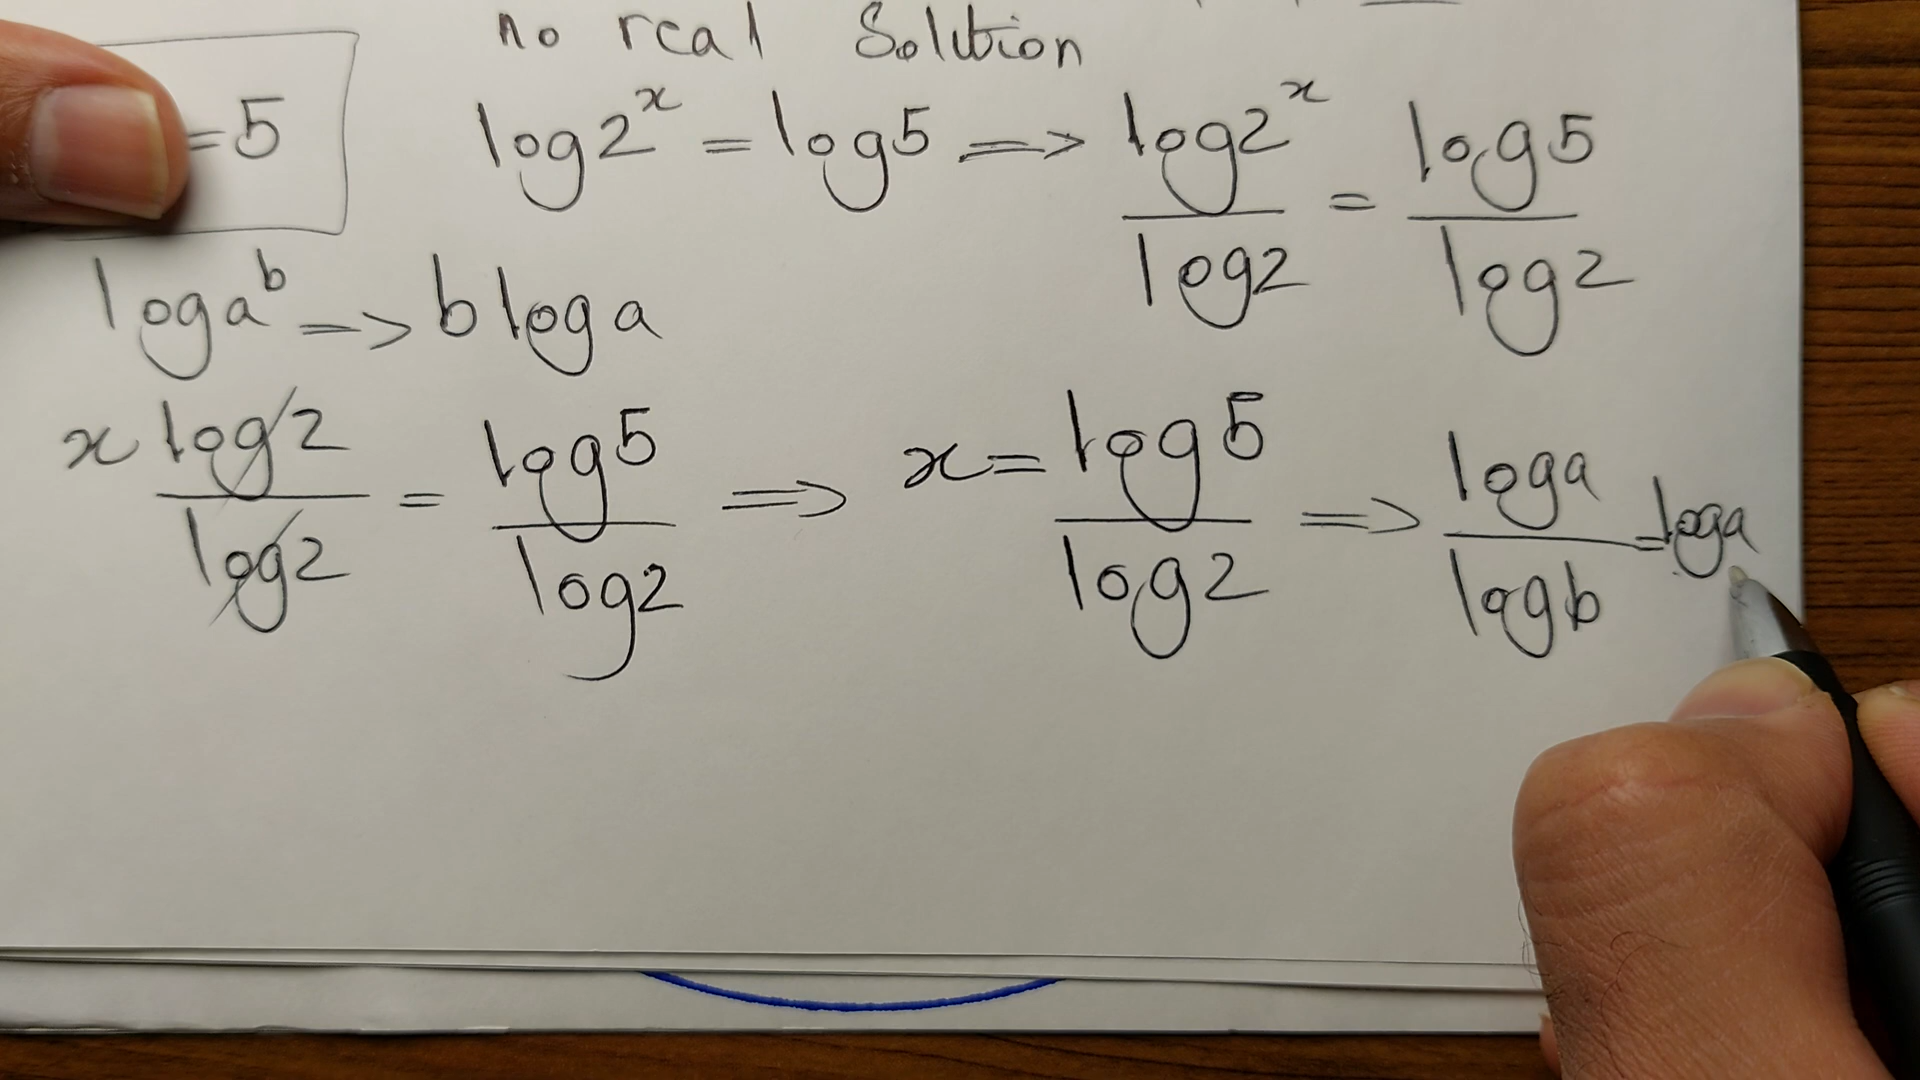 no real Solution
=5
log2^x = log5 => log2^x/log2 = log5/log2
loga^b => b log a
x log2/log2 = log5/log2 => x = log5/log2 => loga/logb = loga